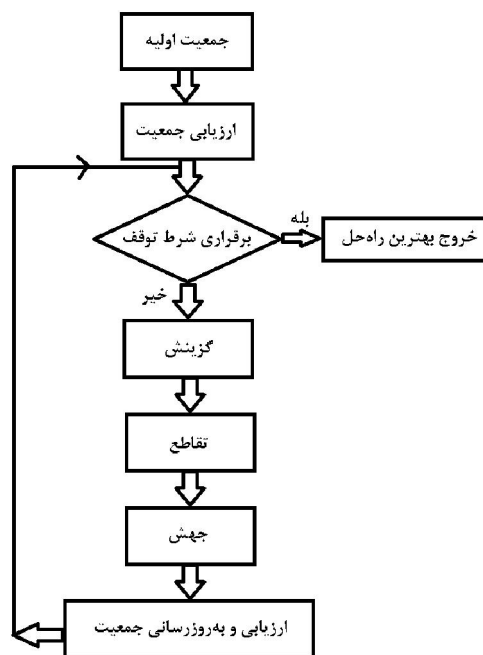 جمعیت اولیه
ارزیابی جمعیت
برقراری شرط توقف
بله
خروج بهترین راه‌حل
خیر
گزینش
تقاطع
جهش
ارزیابی و به‌روزرسانی جمعیت